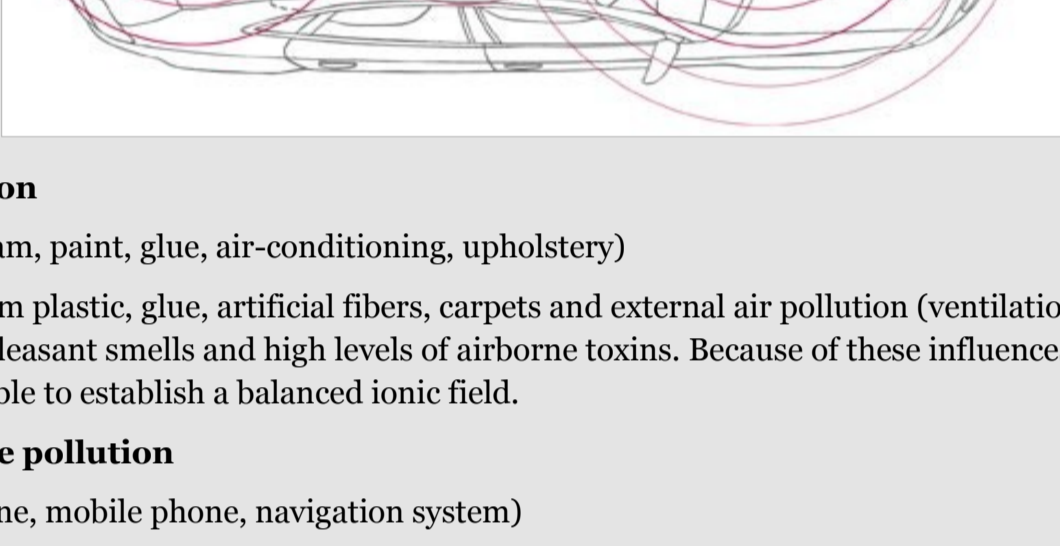 on
am, paint, glue, air-conditioning, upholstery)
m plastic, glue, artificial fibers, carpets and external air pollution (ventilatio
leasant smells and high levels of airborne toxins. Because of these influence
ble to establish a balanced ionic field.
e pollution
ne, mobile phone, navigation system)